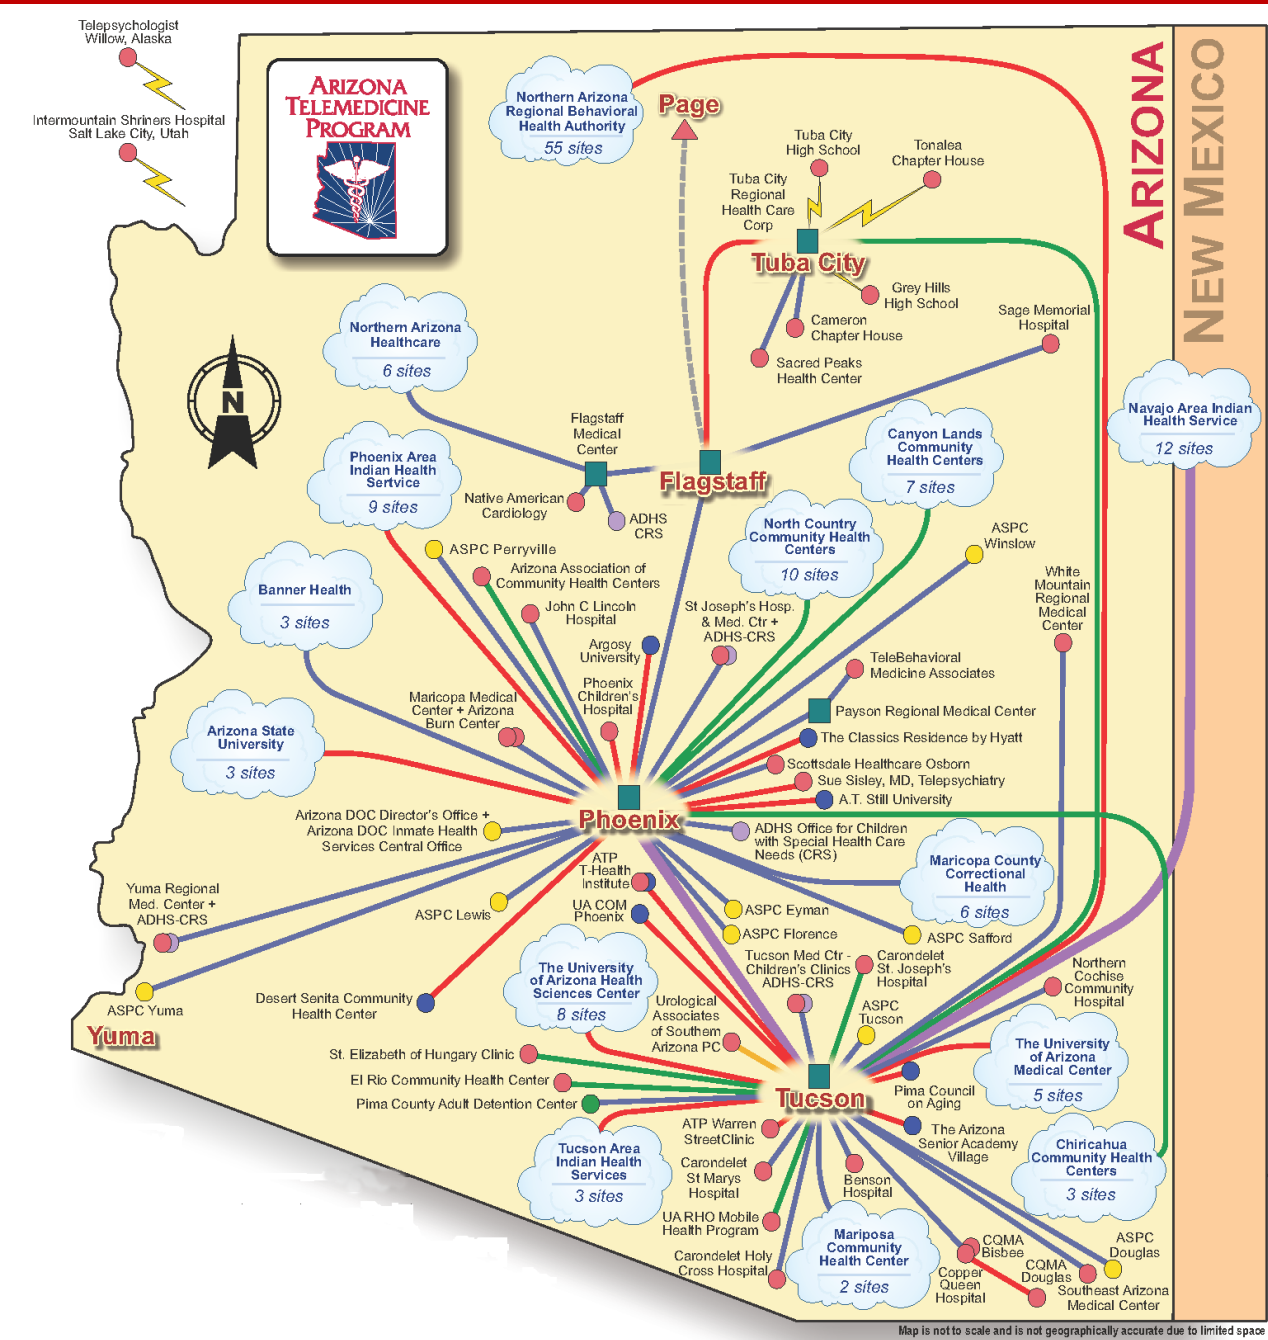 Telepsychologist
Willow, Alaska
Intermountain Shriners Hospital
Salt Lake City, Utah
ARIZONA
TELEMEDICINE
PROGRAM
Northern Arizona
Regional Behavioral
Health Authority
55 sites
Page
Tuba City
High School
Tonalea
Chapter House
Tuba City
Regional
Health Care
Corp
Tuba City
Grey Hills
High School
Cameron
Chapter House
Sacred Peaks
Health Center
Sage Memorial
Hospital
ARIZONA
NEW MEXICO
Navajo Area Indian
Health Service
12 sites
N
Northern Arizona
Healthcare
6 sites
Flagstaff
Medical
Center
Flagstaff
Native American
Cardiology
ADHS
CRS
Canyon Lands
Community
Health Centers
7 sites
Phoenix Area
Indian Health
Sertvice
9 sites
North Country
Community Health
Centers
10 sites
ASPC
Winslow
White
Mountain
Regional
Medical
Center
ASPC Perryville
Arizona Association of
Community Health Centers
John C Lincoln
Hospital
Argosy
University
St Joseph's Hosp.
& Med. Ctr +
ADHS-CRS
Banner Health
3 sites
Phoenix
Children's
Hospital
Maricopa Medical
Center + Arizona
Burn Center
TeleBehavioral
Medicine Associates
Payson Regional Medical Center
The Classics Residence by Hyatt
Scottsdale Healthcare Osborn
Sue Sisley, MD, Telepsychiatry
A.T. Still University
Arizona State
University
3 sites
Phoenix
Arizona DOC Director's Office +
Arizona DOC Inmate Health
Services Central Office
ADHS Office for Children
with Special Health Care
Needs (CRS)
Maricopa County
Correctional
Health
6 sites
ATP
T-Health
Institute
UA COM
Phoenix
ASPC Lewis
ASPC Eyman
ASPC Florence
ASPC Safford
Yuma Regional
Med. Center +
ADHS-CRS
ASPC Yuma
Yuma
Desert Senita Community
Health Center
The University
of Arizona Health
Sciences Center
8 sites
Tucson Med Ctr -
Children's Clinics
ADHS-CRS
Carondelet
St. Joseph's
Hospital
ASPC
Tucson
Northern
Cochise
Community
Hospital
Urological
Associates
of Southern
Arizona PC
St. Elizabeth of Hungary Clinic
El Rio Community Health Center
Pima County Adult Detention Center
Tucson
The University
of Arizona
Medical Center
5 sites
Pima Council
on Aging
The Arizona
Senior Academy
Village
ATP Warren
StreetClinic
Tucson Area
Indian Health
Services
3 sites
Carondelet
St Marys
Hospital
Benson
Hospital
Chiricahua
Community Health
Centers
3 sites
UA RHO Mobile
Health Program
Carondelet Holy
Cross Hospital
Mariposa
Community
Health Center
2 sites
CQMA
Bisbee
Copper
Queen
Hospital
CQMA
Douglas
ASPC
Douglas
Southeast Arizona
Medical Center
Map is not to scale and is not geographically accurate due to limited space